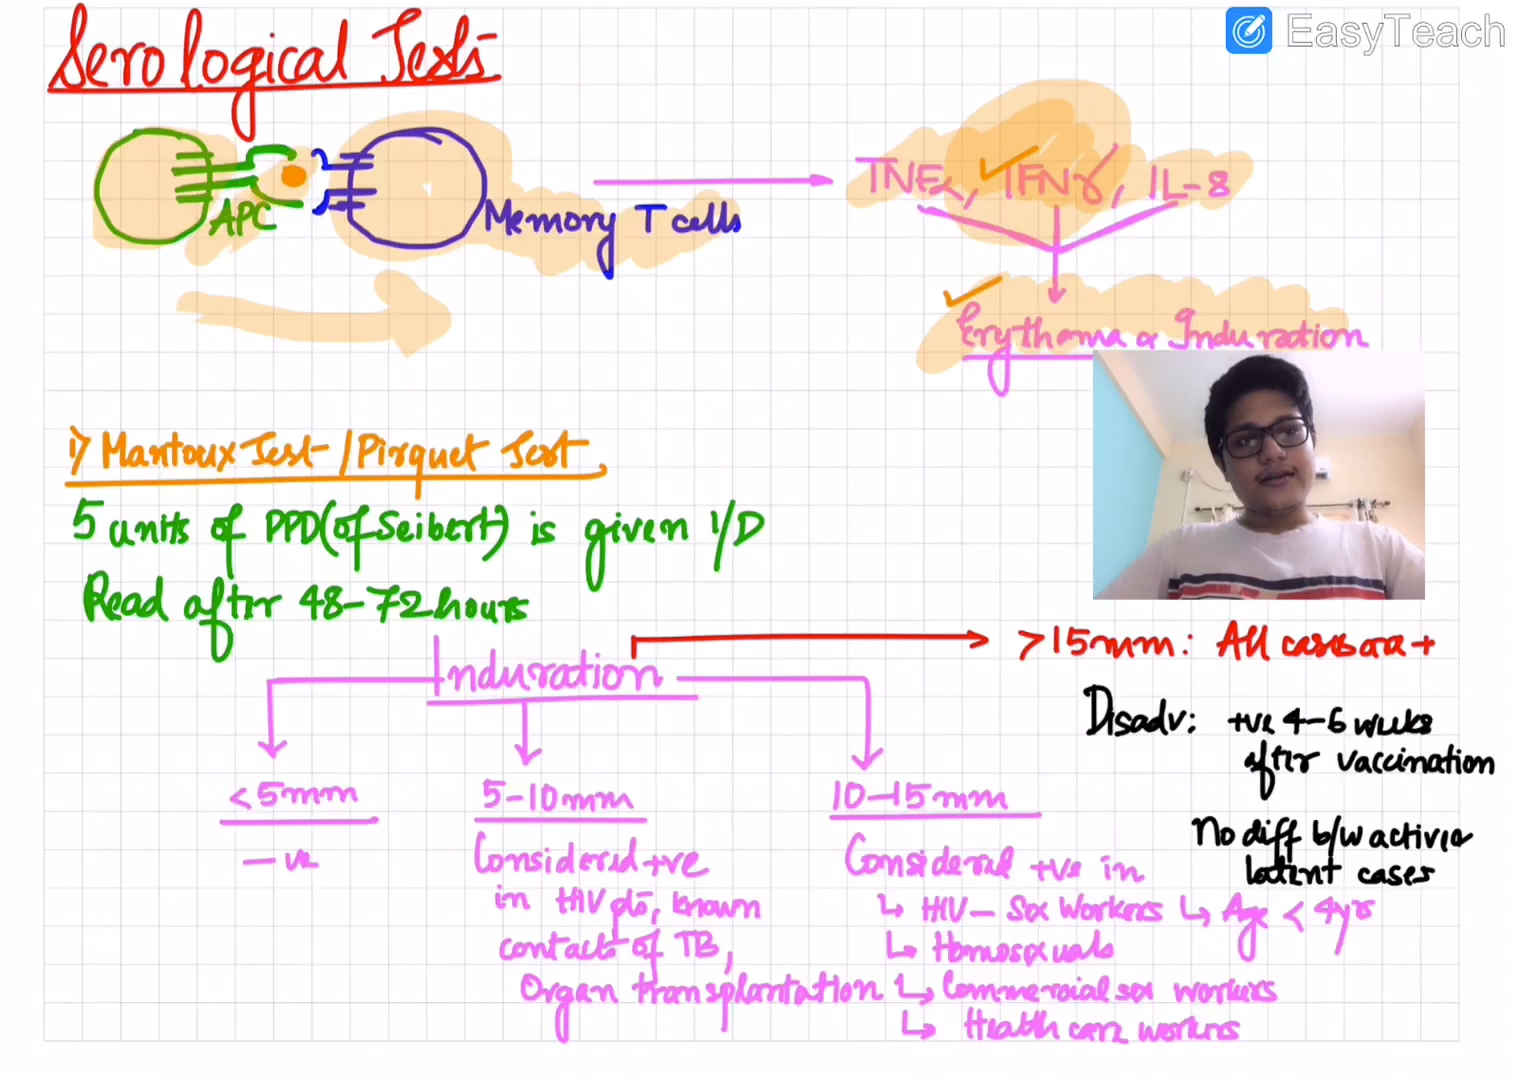 EasyTeach
Serological Tests
APC
Memory T cells
TNFα, IFNγ, IL-8
Erythema & Induration
1) Mantoux Test / Pirquet Test
5 units of PPD (of Seibert) is given I/D
Read after 48-72 hours
Induration
>15mm: All cases are +
Disadv: +ve 4-6 weeks
after vaccination
No diff b/w active &
latent cases
<5mm
-ve
5-10mm
Considered +ve
in HIV pts, known
contacts of TB,
Organ transplantation
10-15mm
Considered +ve in
↳ HIV - Sex Workers ↳ Age < 4yr
↳ Homosexuals
↳ Commercial sex workers
↳ Health care workers